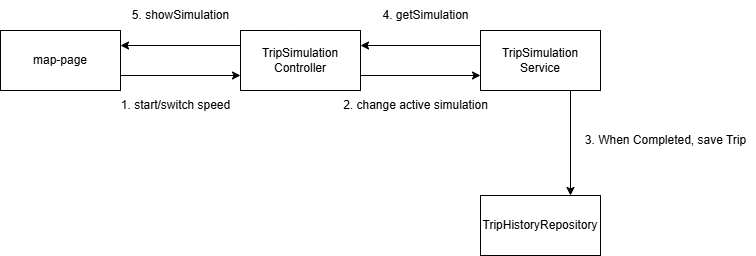 5. showSimulation
4. getSimulation
map-page
TripSimulation
Controller
TripSimulation
Service
1. start/switch speed
2. change active simulation
3. When Completed, save Trip
TripHistoryRepository